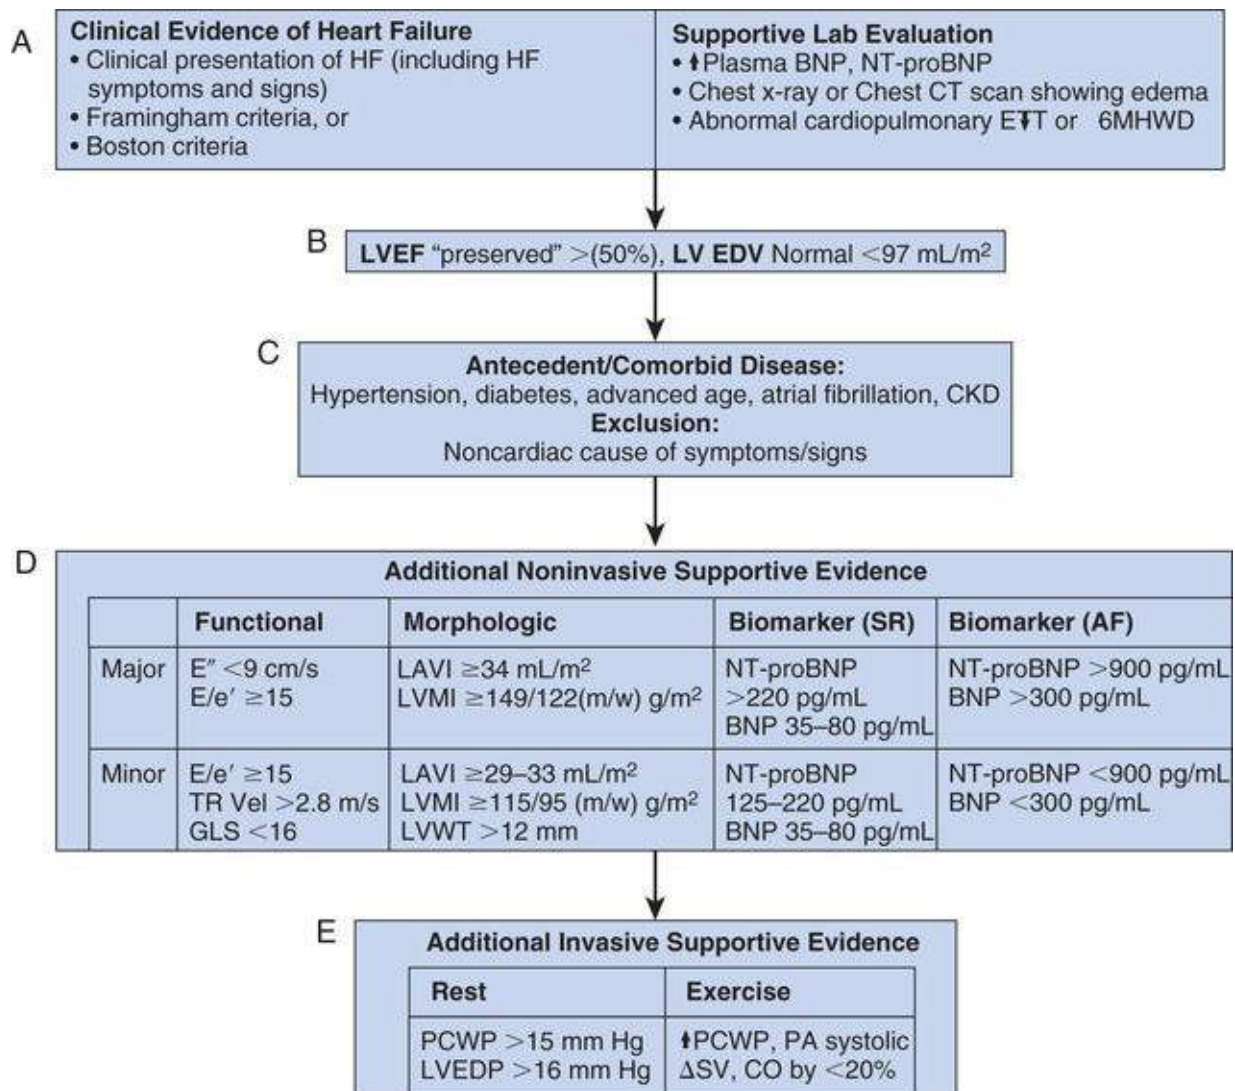 A
Clinical Evidence of Heart Failure
• Clinical presentation of HF (including HF
symptoms and signs)
• Framingham criteria, or
• Boston criteria
Supportive Lab Evaluation
• ⬆Plasma BNP, NT-proBNP
• Chest x-ray or Chest CT scan showing edema
• Abnormal cardiopulmonary ETT or ⬇ 6MHWD
B
LVEF “preserved” >(50%), LV EDV Normal <97 mL/m²
C
Antecedent/Comorbid Disease:
Hypertension, diabetes, advanced age, atrial fibrillation, CKD
Exclusion:
Noncardiac cause of symptoms/signs
D
Additional Noninvasive Supportive Evidence
Functional Morphologic Biomarker (SR) Biomarker (AF)
Major E″ <9 cm/s LAVI ≥34 mL/m² NT-proBNP NT-proBNP >900 pg/mL
E/e′ ≥15 LVMI ≥149/122(m/w) g/m² >220 pg/mL BNP >300 pg/mL
BNP 35–80 pg/mL
Minor E/e′ ≥15 LAVI ≥29–33 mL/m² NT-proBNP NT-proBNP <900 pg/mL
TR Vel >2.8 m/s LVMI ≥115/95 (m/w) g/m² 125–220 pg/mL BNP <300 pg/mL
GLS <16 LVWT >12 mm BNP 35–80 pg/mL
E
Additional Invasive Supportive Evidence
Rest Exercise
PCWP >15 mm Hg ⬆PCWP, PA systolic
LVEDP >16 mm Hg ΔSV, CO by <20%